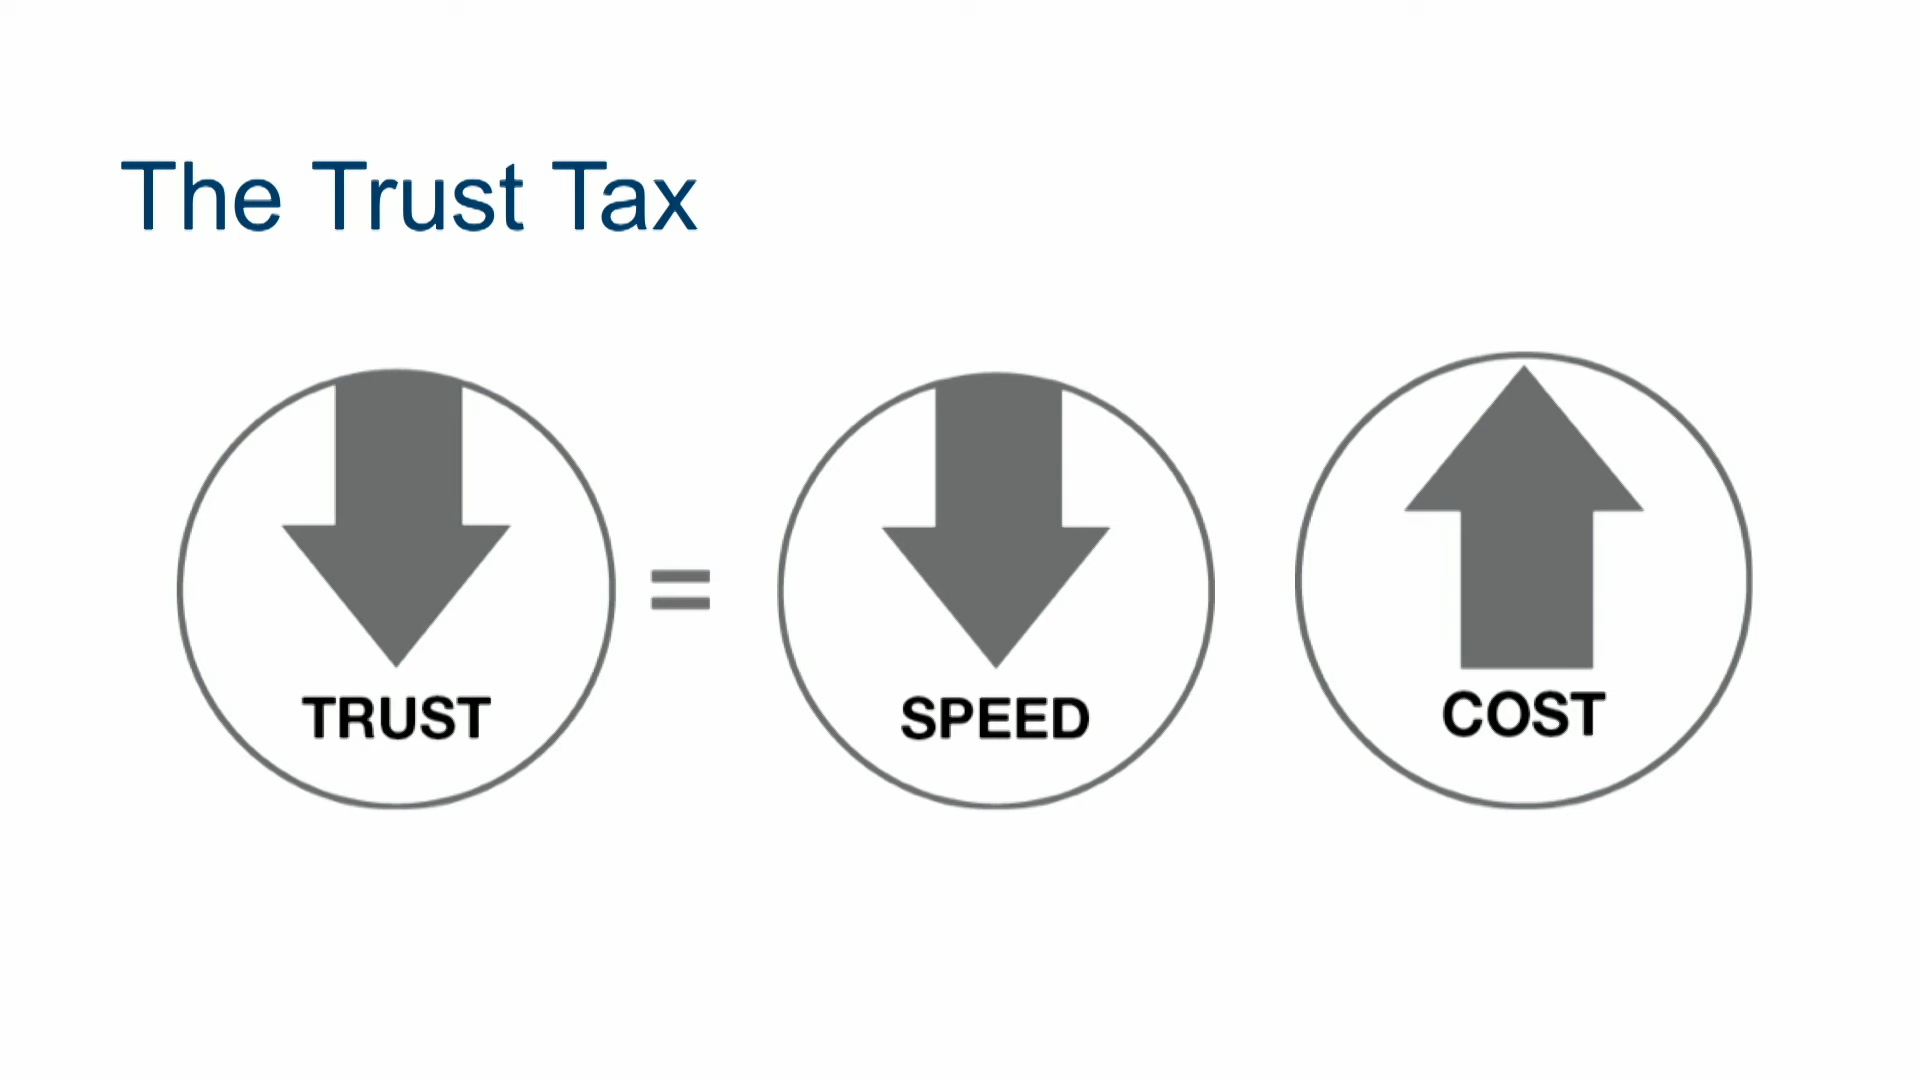 The Trust Tax
=
TRUST
SPEED
COST